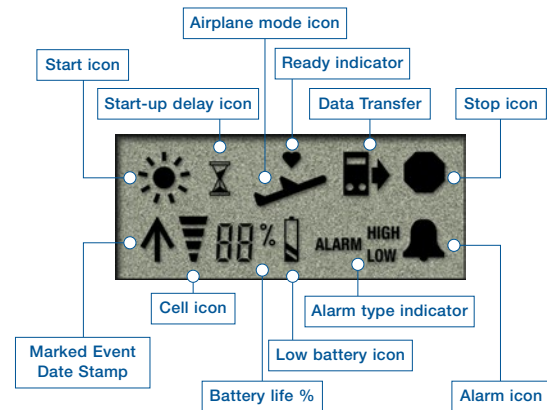 Airplane mode icon
Start icon
Ready indicator
Start-up delay icon
Data Transfer
Stop icon
88%
ALARM
HIGH
LOW
Cell icon
Alarm type indicator
Marked Event
Date Stamp
Low battery icon
Battery life %
Alarm icon